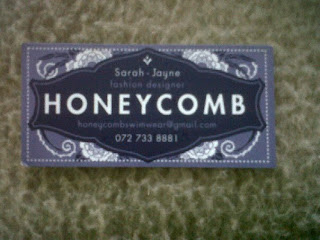 Sarah-Jayne
fashion designer
HONEYCOMB
honeycombswimwear@gmail.com
072 733 8881